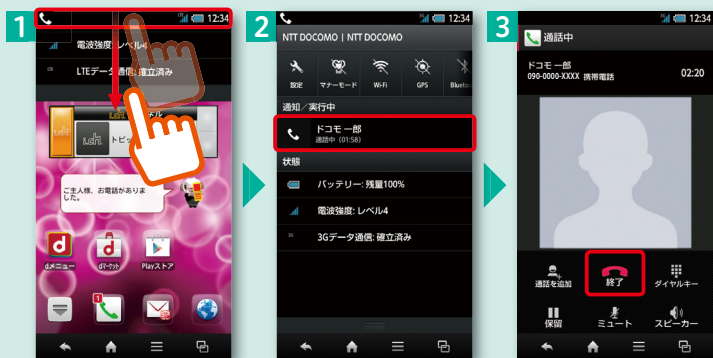 1
12:34
電波強度: レベル4
LTEデータ通信: 確立済み
i.ch.
トピ
ご主人様、お電話がありま
した。
dメニュー
dマーケット
Playストア
1
2
12:34
NTT DOCOMO | NTT DOCOMO
設定
マナーモード
Wi-Fi
GPS
Bluetoo
通知／実行中
ドコモ 一郎
通話中 (01:58)
状態
バッテリー: 残量100%
電波強度: レベル4
3G
3Gデータ通信: 確立済み
3
12:34
通話中
ドコモ 一郎
090-0000-XXXX 携帯電話
02:20
通話を追加
終了
ダイヤルキー
保留
ミュート
スピーカー